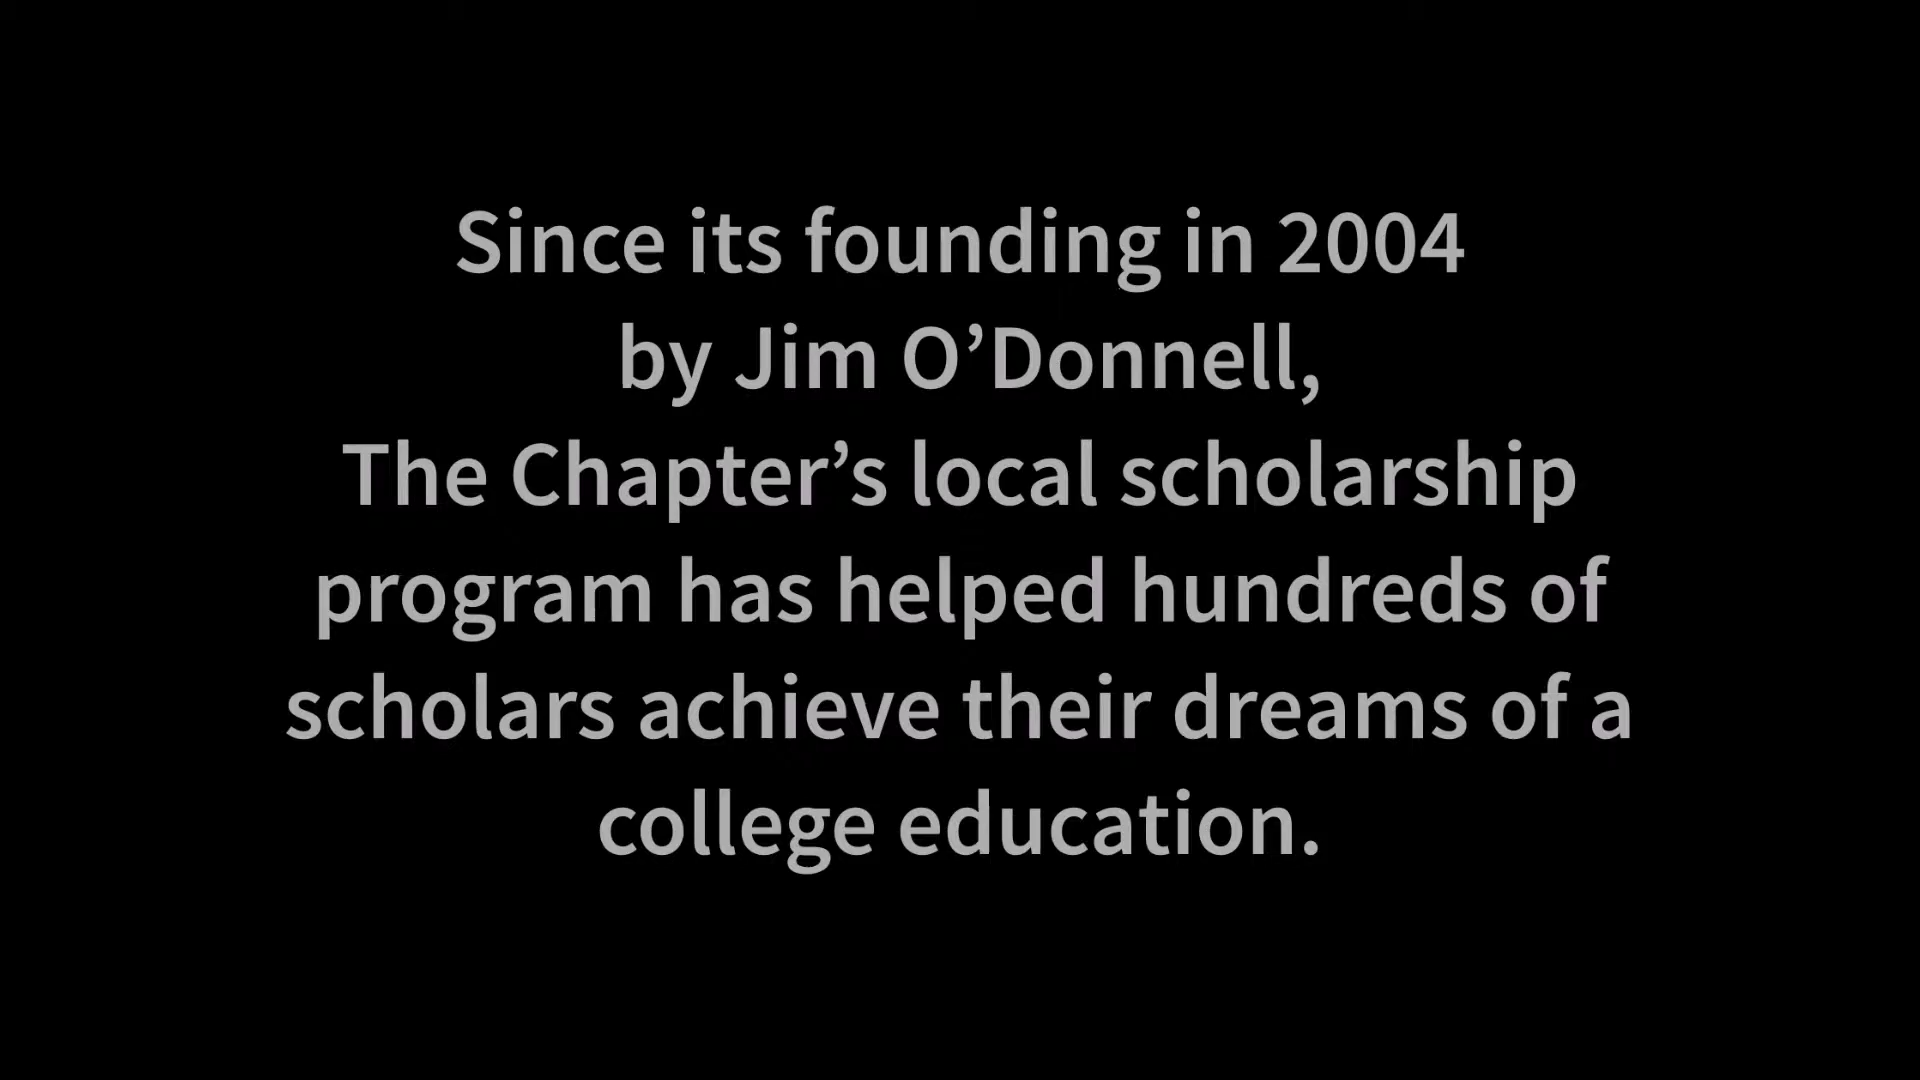 Since its founding in 2004
by Jim O’Donnell,
The Chapter’s local scholarship
program has helped hundreds of
scholars achieve their dreams of a
college education.